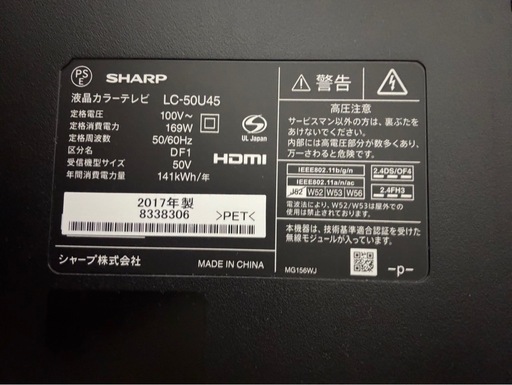 PS
E
SHARP
液晶カラーテレビ LC-50U45
定格電圧 100V～
定格消費電力 169W
定格周波数 50/60Hz
区分名 DF1
受信機型サイズ 50V
年間消費電力量 141kWh/年
UL Japan
HDMI
2017年製
8338306
>PET<
シャープ株式会社 MADE IN CHINA
警告
高圧注意
サービスマン以外の方は、裏ぶたを
あけないでください。
内部には高電圧部分が数多くあり、
万一さわると危険です。
IEEE802.11b/g/n
IEEE802.11a/n/ac
J52 W52 W53 W56
2.4DS/OF4
2.4FH3
電波法により、W52/W53は屋外での
使用が禁止されています。
本機器は、技術基準適合認証を受けた
無線モジュールが入っています。
MG156WJ
-p-